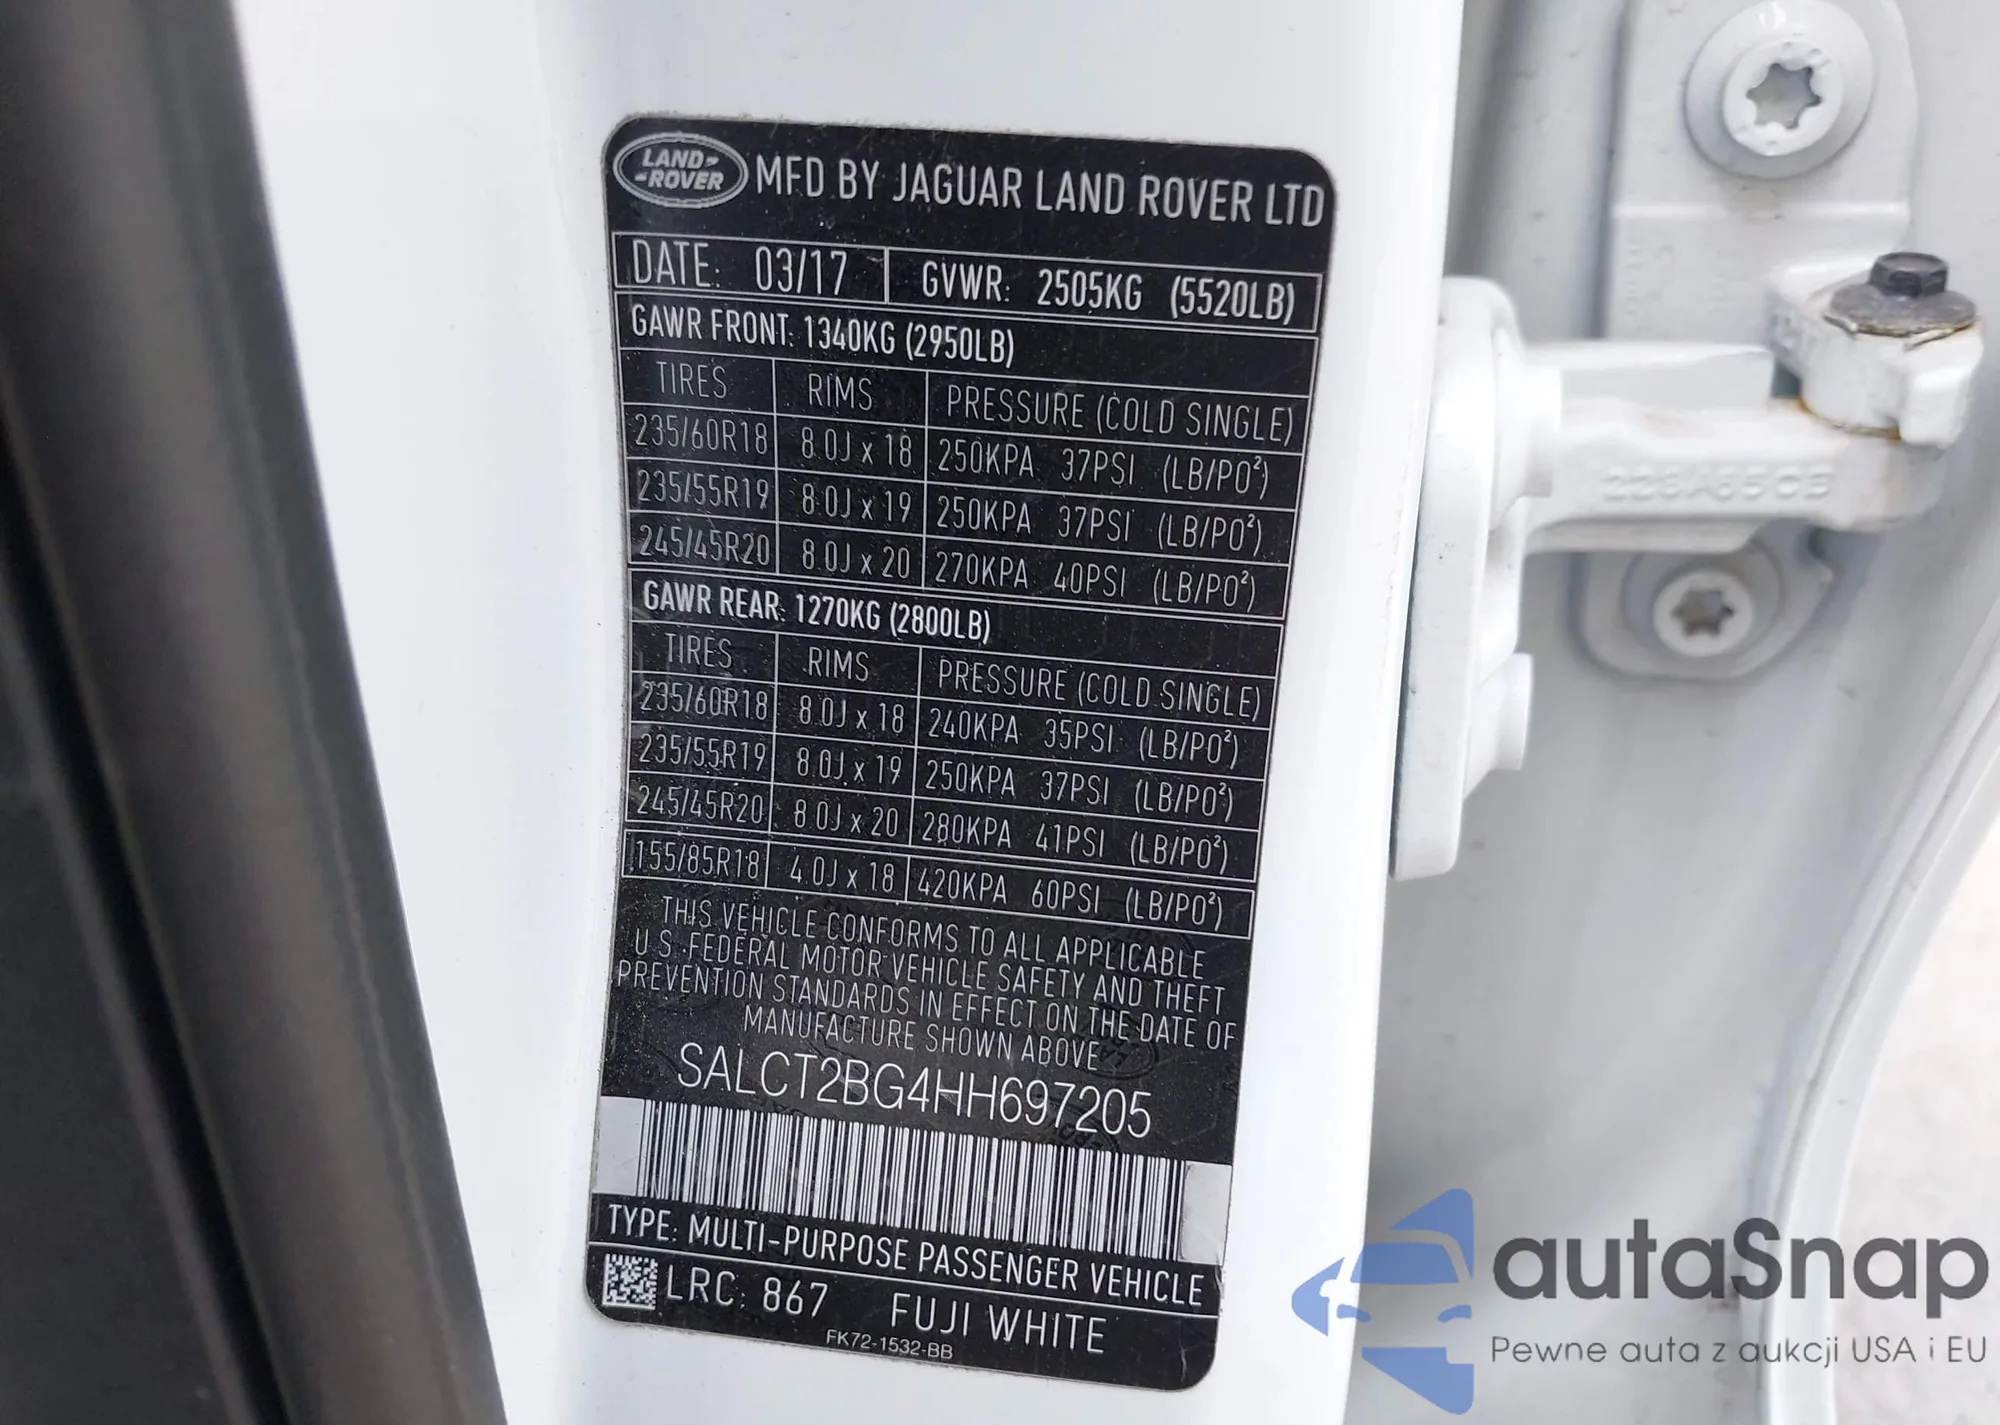 LAND-
-ROVER
MFD BY JAGUAR LAND ROVER LTD
DATE: 03/17 GVWR: 2505KG (5520LB)
GAWR FRONT: 1340KG (2950LB)
TIRES RIMS PRESSURE (COLD SINGLE)
235/60R18 8.0J x 18 250KPA 37PSI (LB/PO²)
235/55R19 8.0J x 19 250KPA 37PSI (LB/PO²)
245/45R20 8.0J x 20 270KPA 40PSI (LB/PO²)
GAWR REAR: 1270KG (2800LB)
TIRES RIMS PRESSURE (COLD SINGLE)
235/60R18 8.0J x 18 240KPA 35PSI (LB/PO²)
235/55R19 8.0J x 19 250KPA 37PSI (LB/PO²)
245/45R20 8.0J x 20 280KPA 41PSI (LB/PO²)
155/85R18 4.0J x 18 420KPA 60PSI (LB/PO²)
THIS VEHICLE CONFORMS TO ALL APPLICABLE
U.S. FEDERAL MOTOR VEHICLE SAFETY AND THEFT
PREVENTION STANDARDS IN EFFECT ON THE DATE OF
MANUFACTURE SHOWN ABOVE
SALCT2BG4HH697205
TYPE: MULTI-PURPOSE PASSENGER VEHICLE
LRC: 867 FUJI WHITE
FK72-1532-BB
autaSnap
Pewne auta z aukcji USA i EU